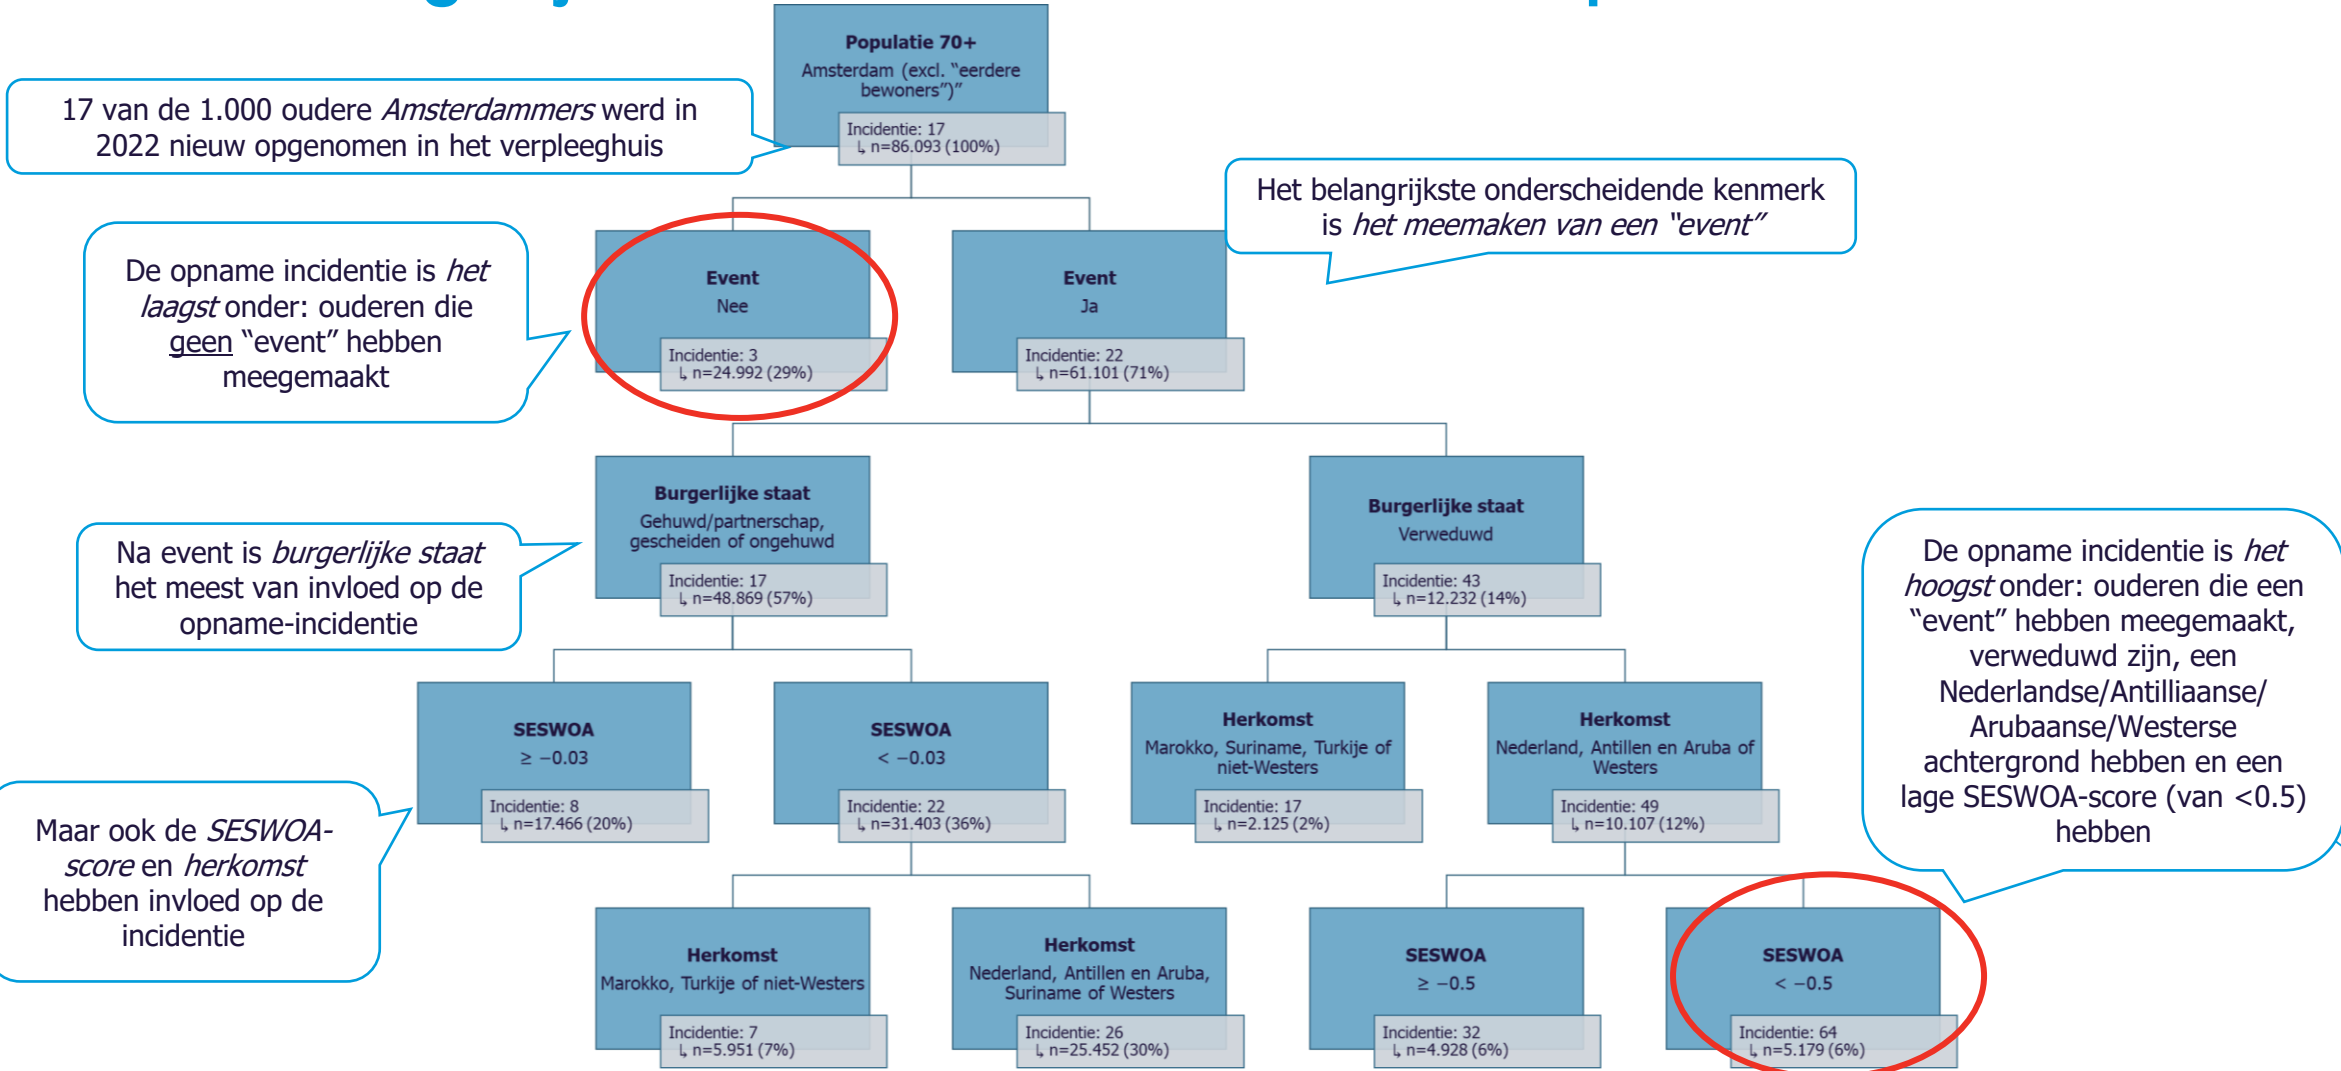 Populatie 70+
Amsterdam (excl. “eerdere
bewoners”)”
Incidentie: 17
↳ n=86.093 (100%)
17 van de 1.000 oudere Amsterdammers werd in
2022 nieuw opgenomen in het verpleeghuis
Het belangrijkste onderscheidende kenmerk
is het meemaken van een “event”
De opname incidentie is het
laagst onder: ouderen die
geen “event” hebben
meegemaakt
Event
Nee
Incidentie: 3
↳ n=24.992 (29%)
Event
Ja
Incidentie: 22
↳ n=61.101 (71%)
Na event is burgerlijke staat
het meest van invloed op de
opname-incidentie
Burgerlijke staat
Gehuwd/partnerschap,
gescheiden of ongehuwd
Incidentie: 17
↳ n=48.869 (57%)
Burgerlijke staat
Verweduwd
Incidentie: 43
↳ n=12.232 (14%)
De opname incidentie is het
hoogst onder: ouderen die een
“event” hebben meegemaakt,
verweduwd zijn, een
Nederlandse/Antilliaanse/
Arubaanse/Westerse
achtergrond hebben en een
lage SESWOA-score (van <0.5)
hebben
SESWOA
≥ −0.03
Incidentie: 8
↳ n=17.466 (20%)
SESWOA
< −0.03
Incidentie: 22
↳ n=31.403 (36%)
Herkomst
Marokko, Suriname, Turkije of
niet-Westers
Incidentie: 17
↳ n=2.125 (2%)
Herkomst
Nederland, Antillen en Aruba of
Westers
Incidentie: 49
↳ n=10.107 (12%)
Maar ook de SESWOA-
score en herkomst
hebben invloed op de
incidentie
Herkomst
Marokko, Turkije of niet-Westers
Incidentie: 7
↳ n=5.951 (7%)
Herkomst
Nederland, Antillen en Aruba,
Suriname of Westers
Incidentie: 26
↳ n=25.452 (30%)
SESWOA
≥ −0.5
Incidentie: 32
↳ n=4.928 (6%)
SESWOA
< −0.5
Incidentie: 64
↳ n=5.179 (6%)